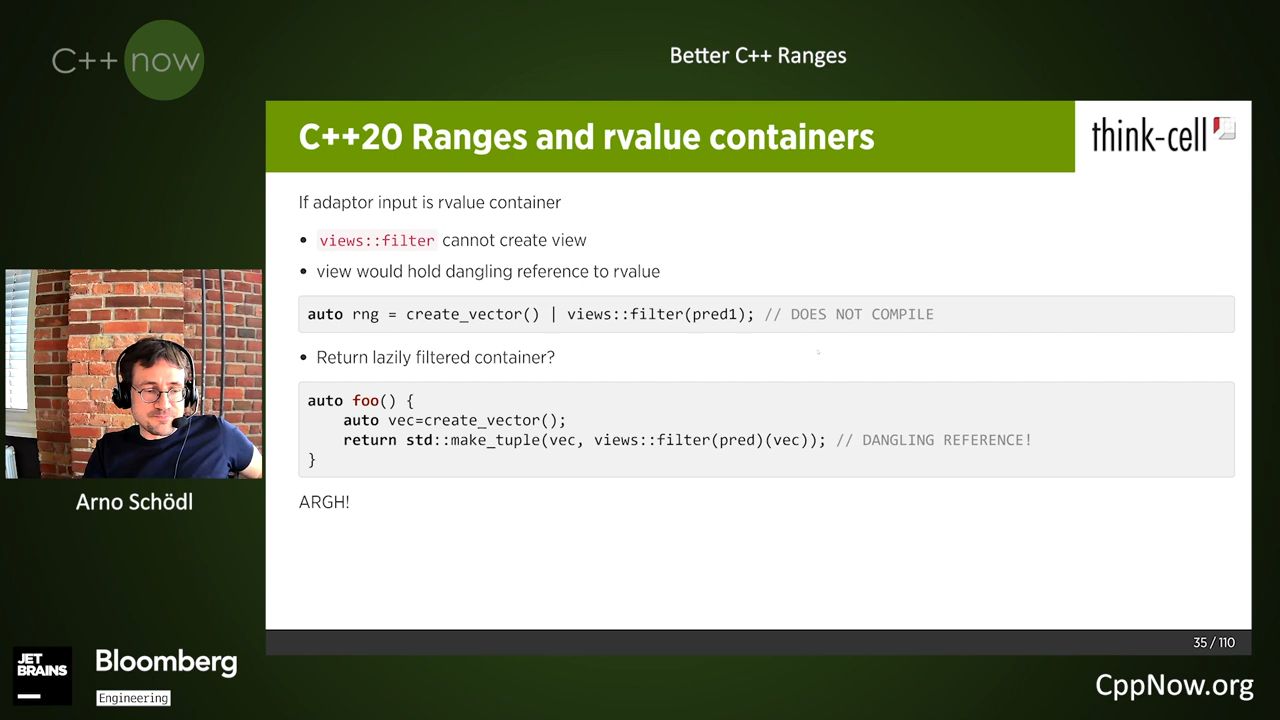 C++ now
Better C++ Ranges
C++20 Ranges and rvalue containers
think-cell
If adaptor input is rvalue container
• views::filter cannot create view
• view would hold dangling reference to rvalue
auto rng = create_vector() | views::filter(pred1); // DOES NOT COMPILE
• Return lazily filtered container?
auto foo() {
    auto vec=create_vector();
    return std::make_tuple(vec, views::filter(pred)(vec)); // DANGLING REFERENCE!
}
ARGH!
Arno Schödl
35 / 110
JET
BRAINS
Bloomberg
Engineering
CppNow.org